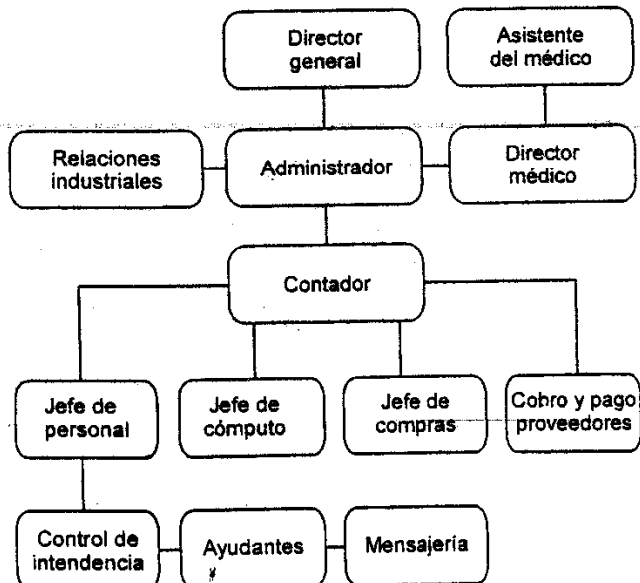 Director
general
Asistente
del médico
Relaciones
industriales
Administrador
Director
médico
Contador
Jefe de
personal
Jefe de
cómputo
Jefe de
compras
Cobro y pago
proveedores
Control de
intendencia
Ayudantes
Mensajería